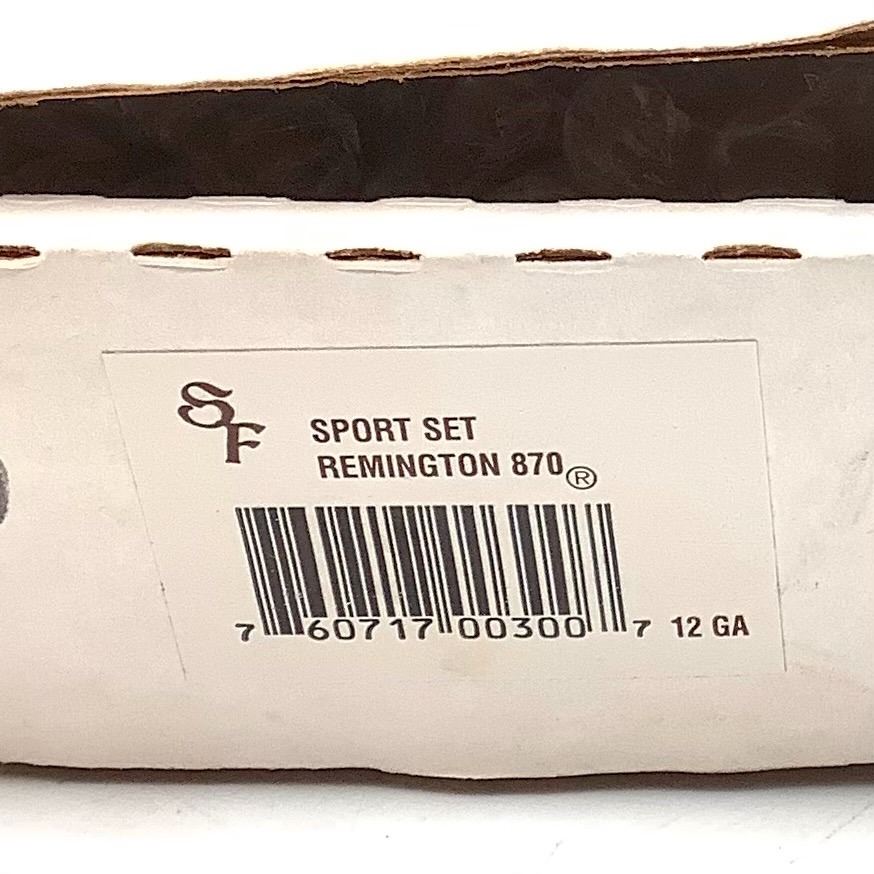 SF
SPORT SET
REMINGTON 870®
7 60717 00300 7
12 GA